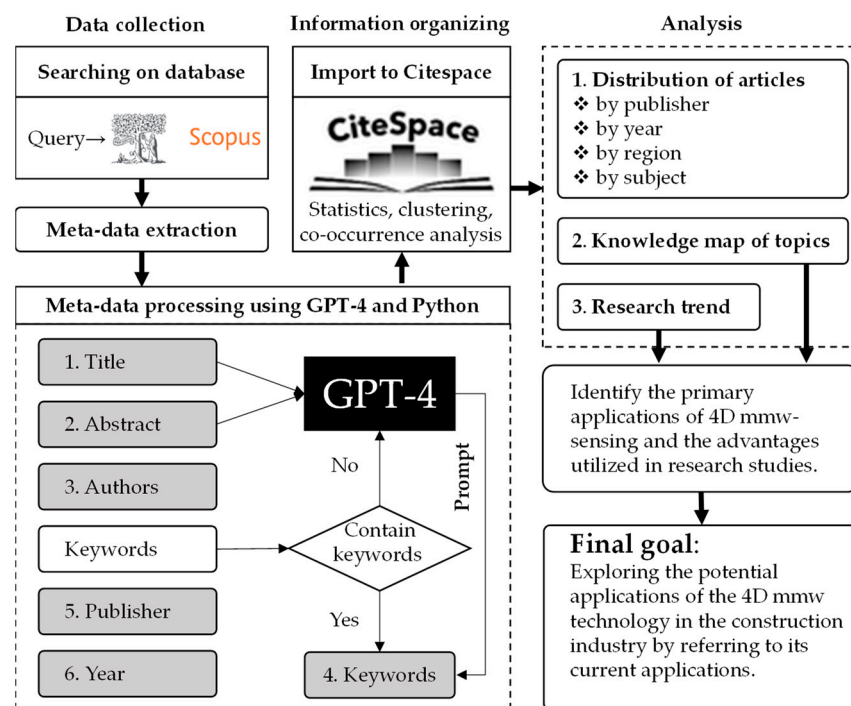 Data collection
Searching on database
Query→
Scopus
Meta-data extraction
Meta-data processing using GPT-4 and Python
1. Title
2. Abstract
3. Authors
Keywords
5. Publisher
6. Year
GPT-4
No
Prompt
Contain
keywords
Yes
4. Keywords
Information organizing
Import to Citespace
CiteSpace
Statistics, clustering,
co-occurrence analysis
Analysis
1. Distribution of articles
❖ by publisher
❖ by year
❖ by region
❖ by subject
2. Knowledge map of topics
3. Research trend
Identify the primary
applications of 4D mmw-
sensing and the advantages
utilized in research studies.
Final goal:
Exploring the potential
applications of the 4D mmw
technology in the construction
industry by referring to its
current applications.